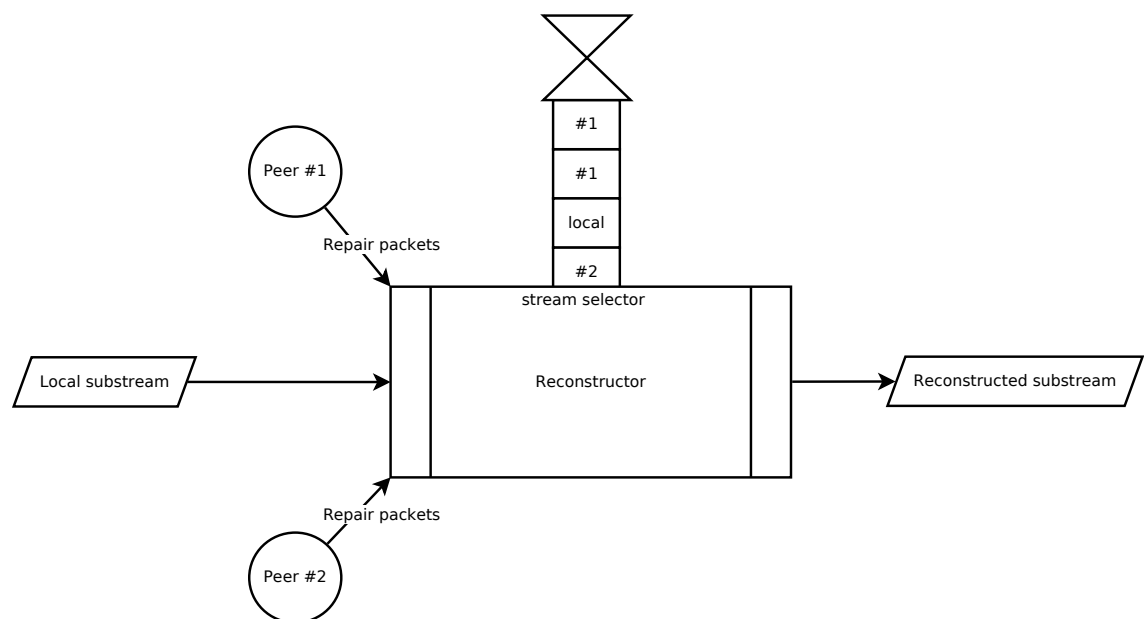 #1
Peer #1
#1
local
Repair packets
#2
stream selector
Local substream
Reconstructor
Reconstructed substream
Repair packets
Peer #2